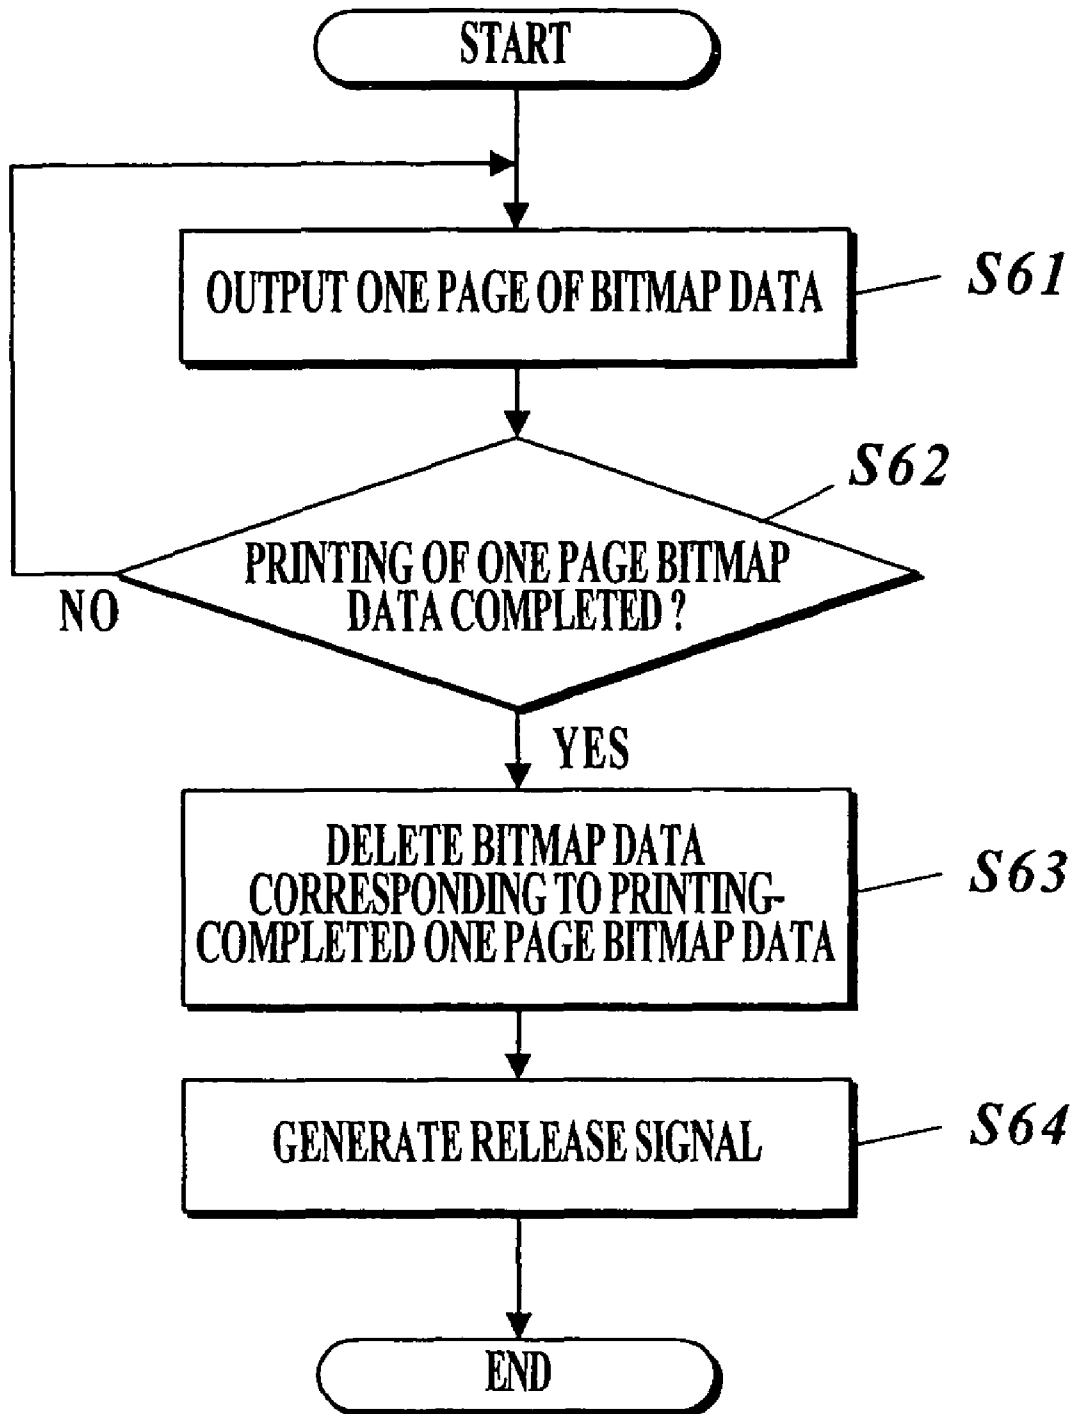 START
OUTPUT ONE PAGE OF BITMAP DATA
S61
S62
PRINTING OF ONE PAGE BITMAP
DATA COMPLETED ?
NO
YES
DELETE BITMAP DATA
CORRESPONDING TO PRINTING-
COMPLETED ONE PAGE BITMAP DATA
S63
GENERATE RELEASE SIGNAL
S64
END